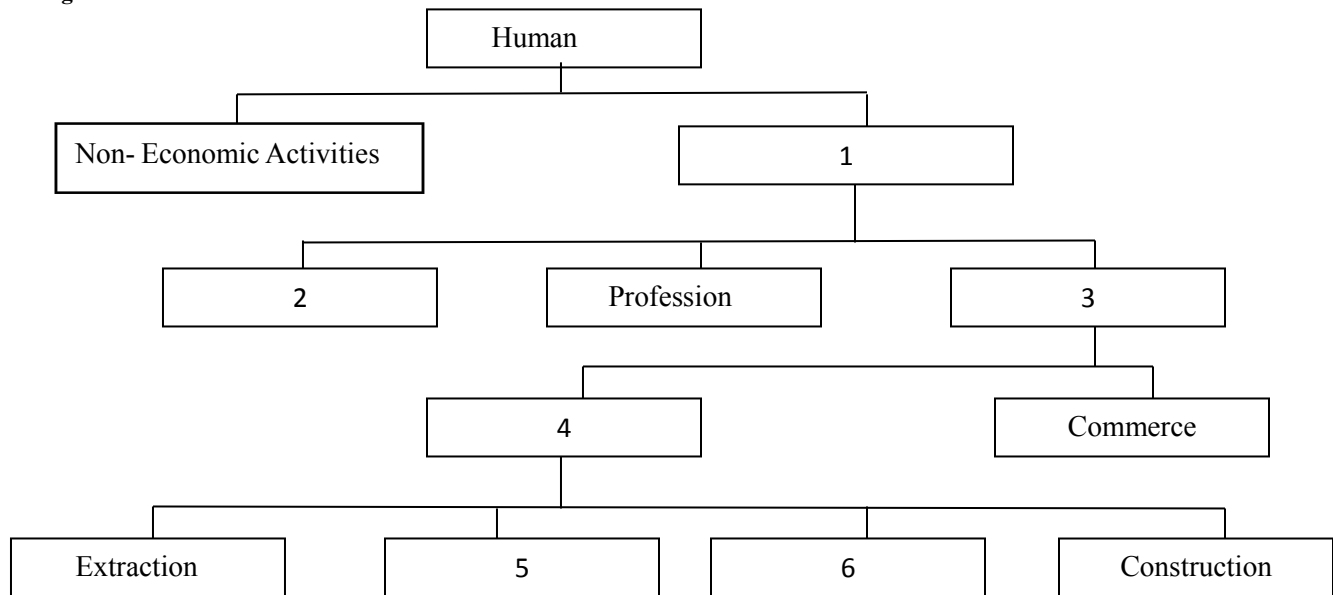 Human
Non- Economic Activities
1
2
Profession
3
4
Commerce
Extraction
5
6
Construction